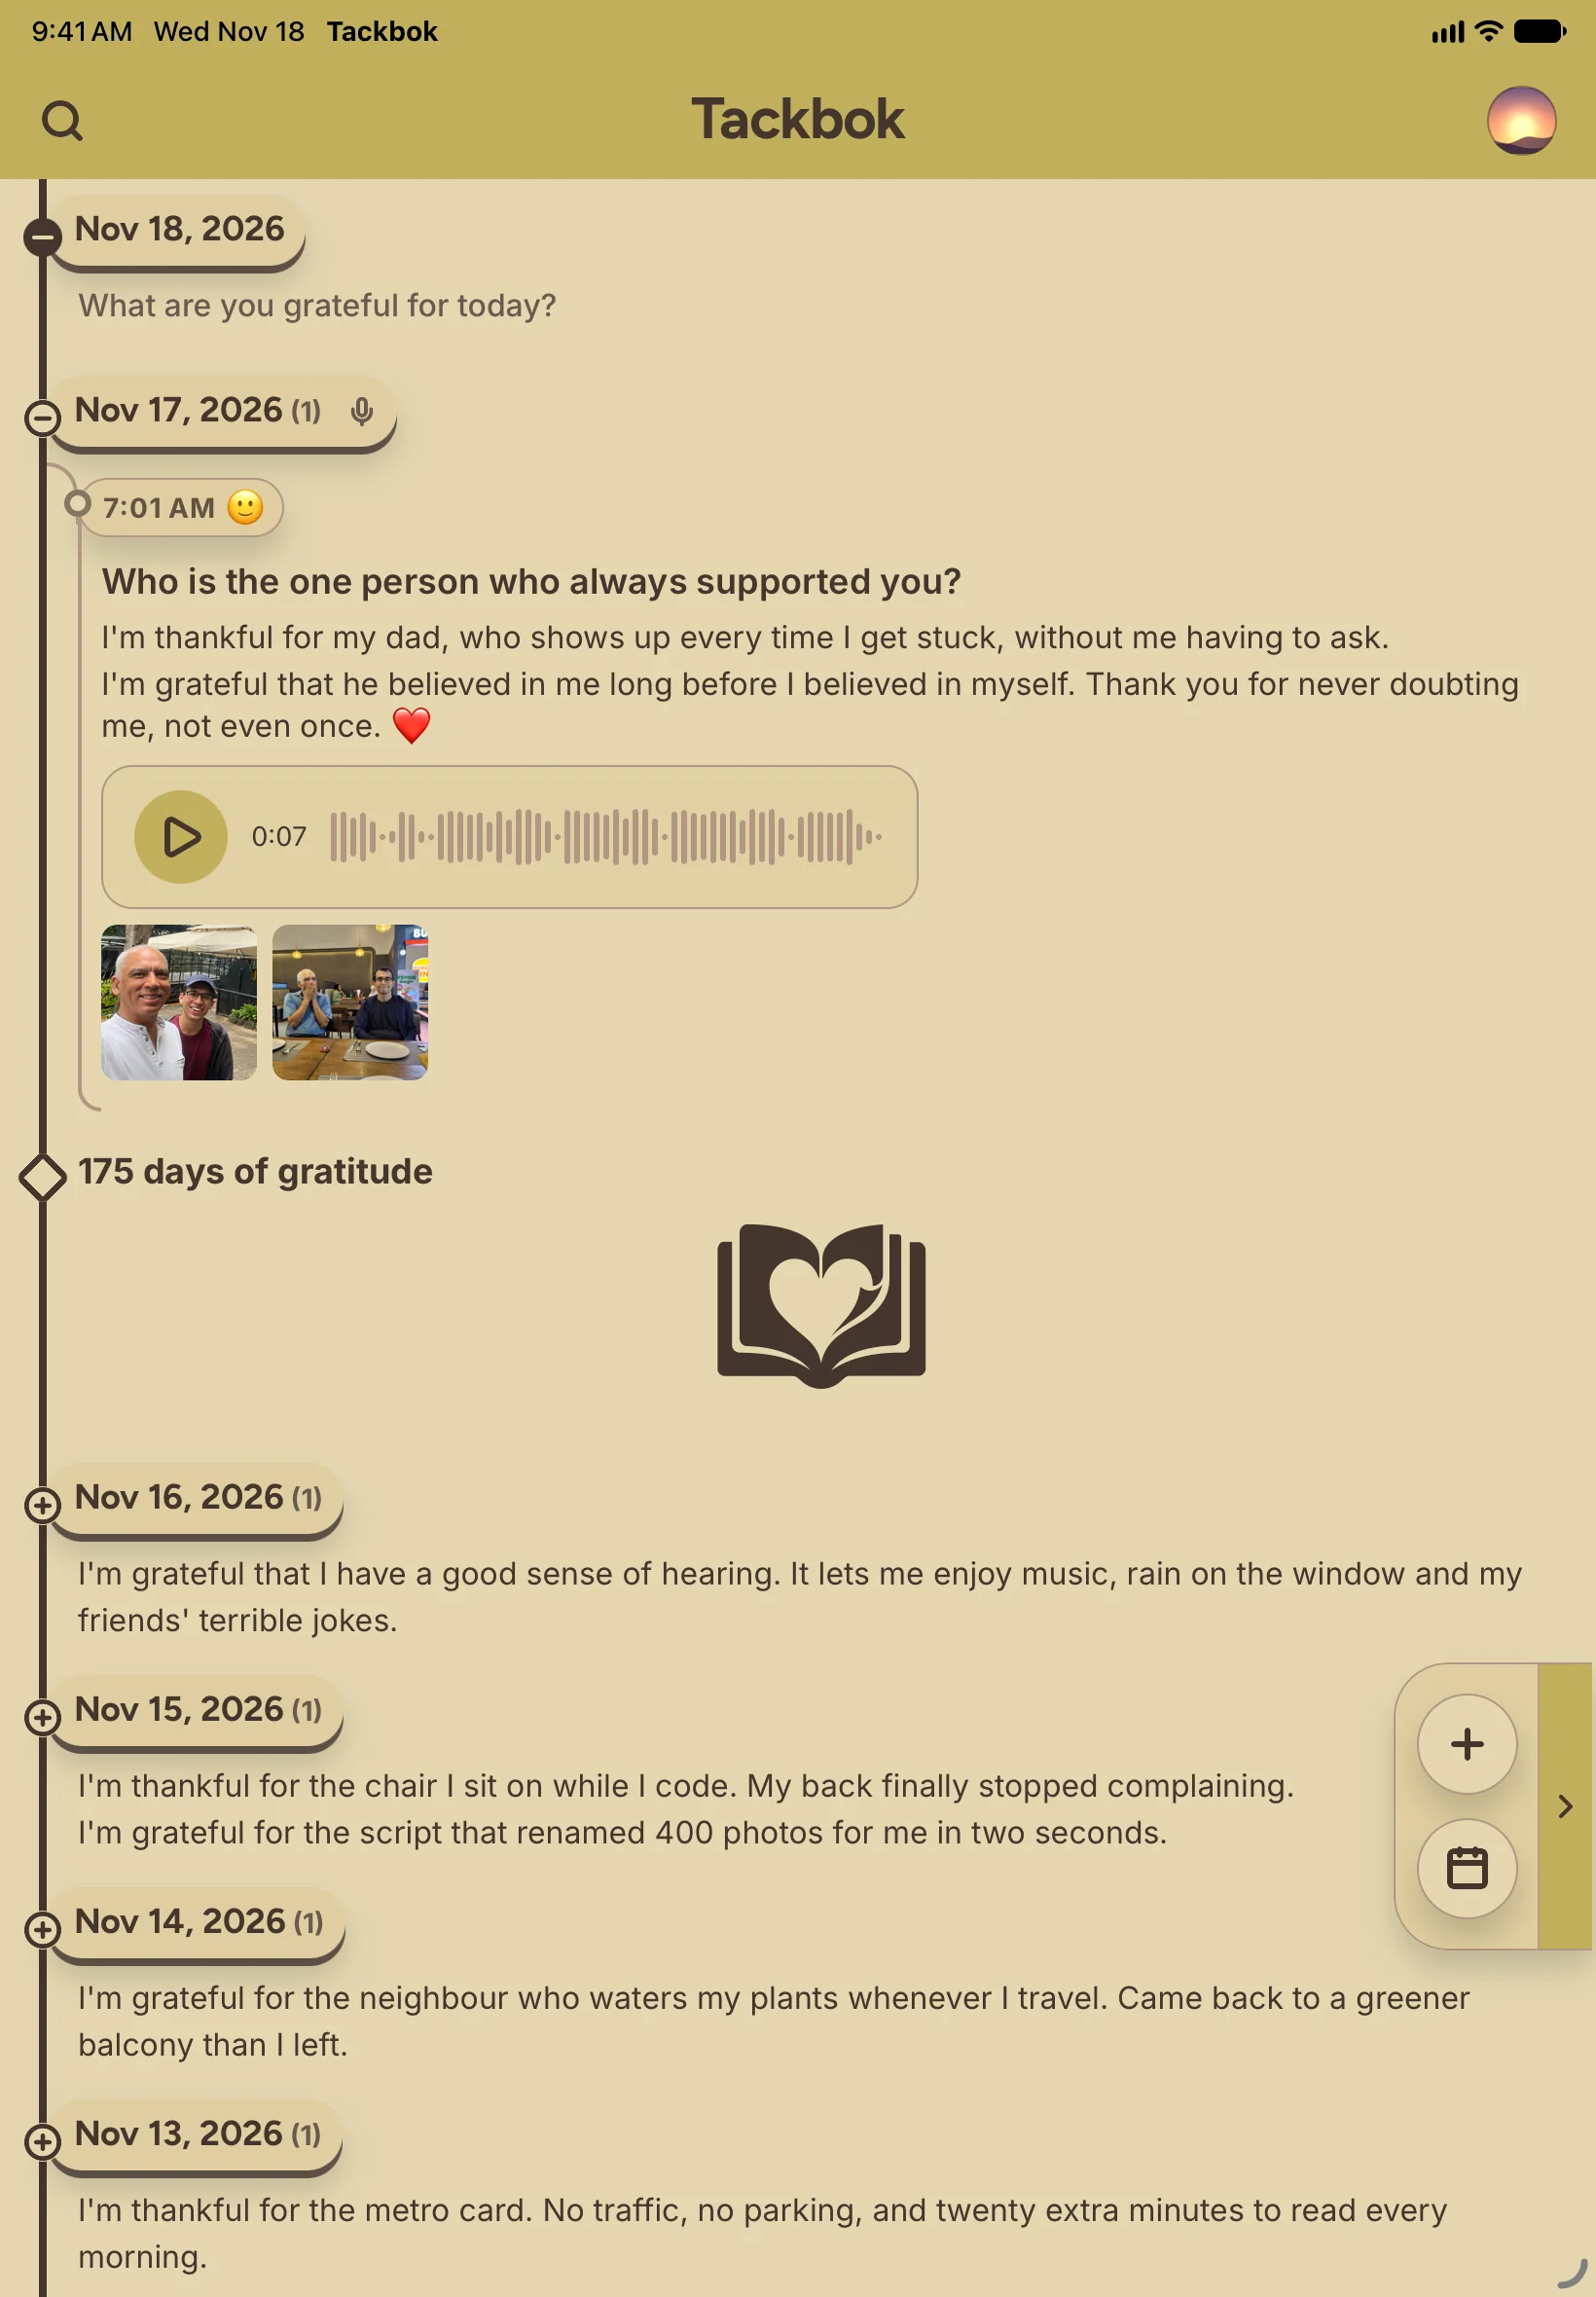 9:41 AM Wed Nov 18 Tackbok
Tackbok
Nov 18, 2026
What are you grateful for today?
Nov 17, 2026 (1)
7:01 AM 🙂
Who is the one person who always supported you?
I'm thankful for my dad, who shows up every time I get stuck, without me having to ask.
I'm grateful that he believed in me long before I believed in myself. Thank you for never doubting
me, not even once. ❤️
0:07
175 days of gratitude
Nov 16, 2026 (1)
I'm grateful that I have a good sense of hearing. It lets me enjoy music, rain on the window and my
friends' terrible jokes.
Nov 15, 2026 (1)
I'm thankful for the chair I sit on while I code. My back finally stopped complaining.
I'm grateful for the script that renamed 400 photos for me in two seconds.
Nov 14, 2026 (1)
I'm grateful for the neighbour who waters my plants whenever I travel. Came back to a greener
balcony than I left.
Nov 13, 2026 (1)
I'm thankful for the metro card. No traffic, no parking, and twenty extra minutes to read every
morning.